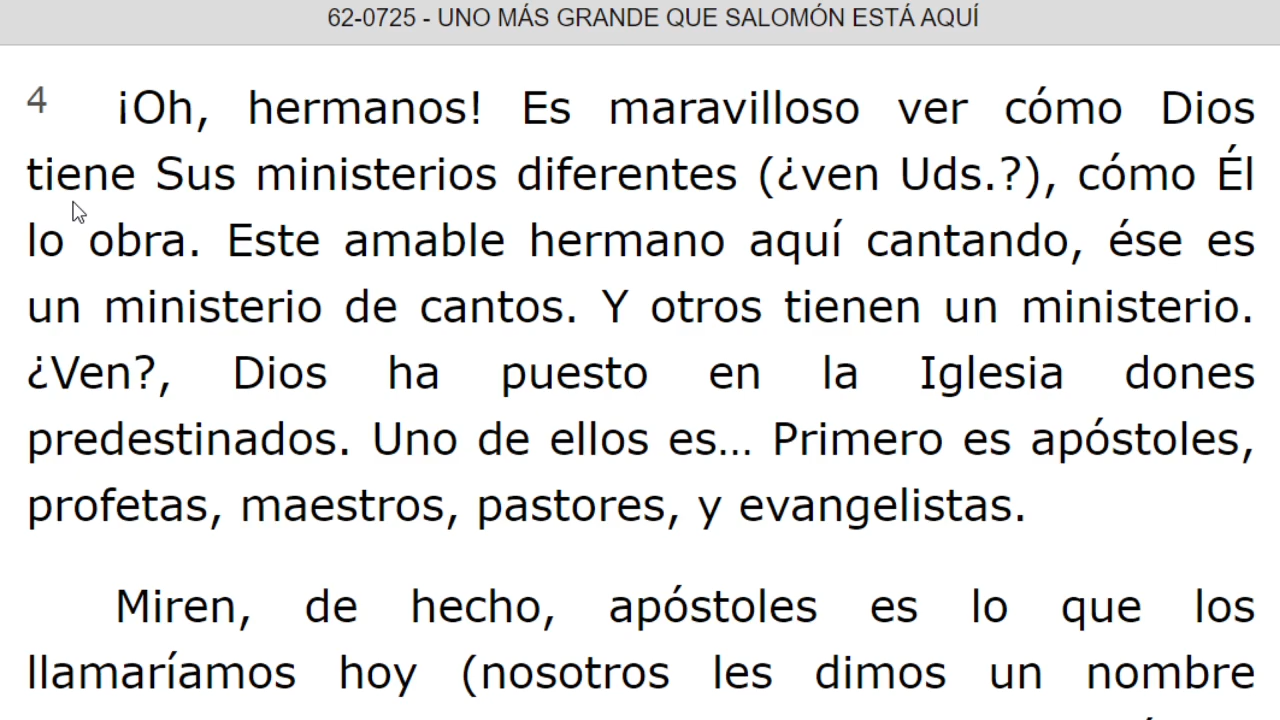 62-0725 - UNO MÁS GRANDE QUE SALOMÓN ESTÁ AQUÍ
4 ¡Oh, hermanos! Es maravilloso ver cómo Dios
tiene Sus ministerios diferentes (¿ven Uds.?), cómo Él
lo obra. Este amable hermano aquí cantando, ése es
un ministerio de cantos. Y otros tienen un ministerio.
¿Ven?, Dios ha puesto en la Iglesia dones
predestinados. Uno de ellos es... Primero es apóstoles,
profetas, maestros, pastores, y evangelistas.
Miren, de hecho, apóstoles es lo que los
llamaríamos hoy (nosotros les dimos un nombre